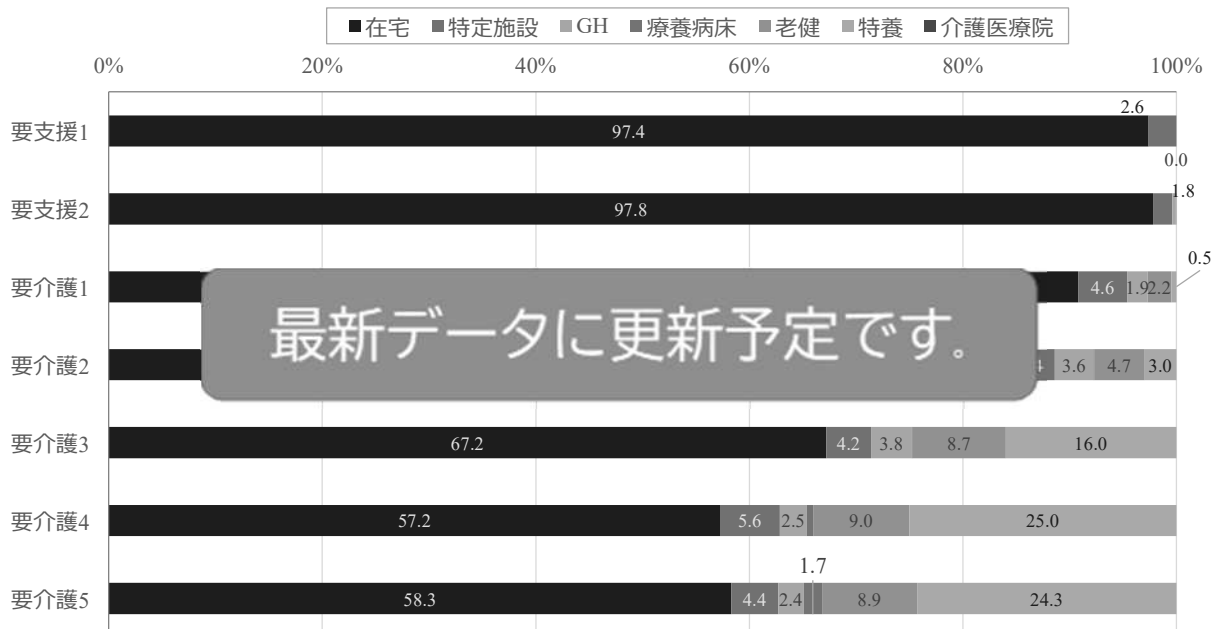 ■在宅 ■特定施設 ■GH ■療養病床 ■老健 ■特養 ■介護医療院
0% 20% 40% 60% 80% 100%
要支援1 97.4 2.6 0.0
要支援2 97.8 1.8
要介護1 4.6 1.9 2.2 0.5
最新データに更新予定です。
要介護2 3.6 4.7 3.0
要介護3 67.2 4.2 3.8 8.7 16.0
要介護4 57.2 5.6 2.5 9.0 25.0
要介護5 58.3 4.4 2.4 1.7 8.9 24.3